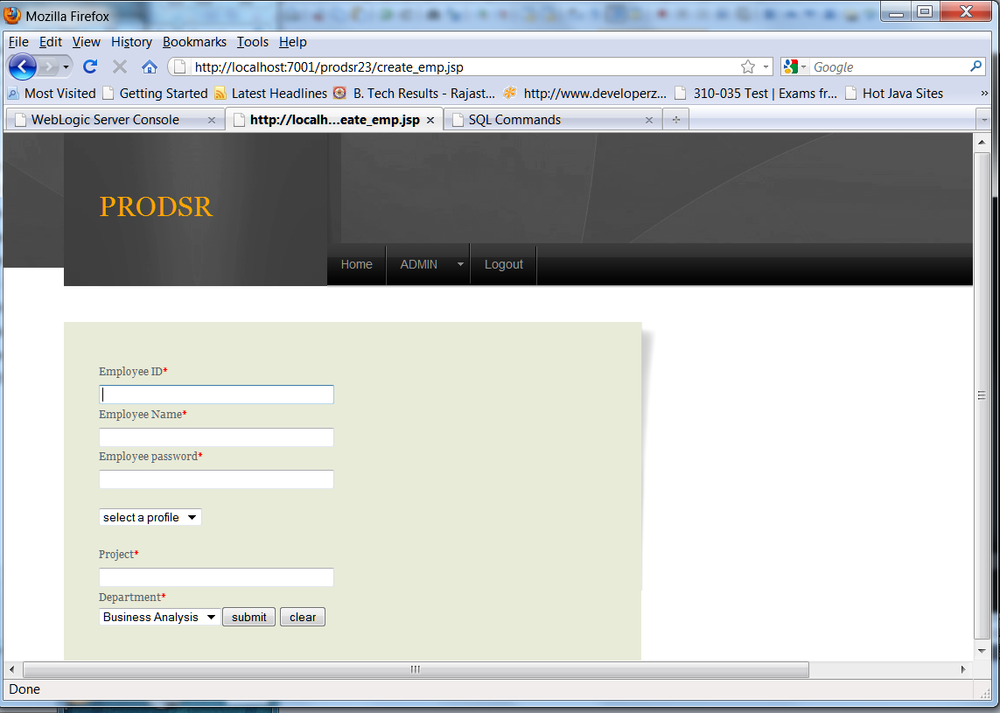 Mozilla Firefox
File Edit View History Bookmarks Tools Help
http://localhost:7001/prodsr23/create_emp.jsp Google
Most Visited Getting Started Latest Headlines B. Tech Results - Rajast... http://www.developerz... 310-035 Test | Exams fr... Hot Java Sites »
WebLogic Server Console http://localh...eate_emp.jsp SQL Commands
PRODSR
Home ADMIN Logout
Employee ID*
Employee Name*
Employee password*
select a profile
Project*
Department*
Business Analysis submit clear
Done